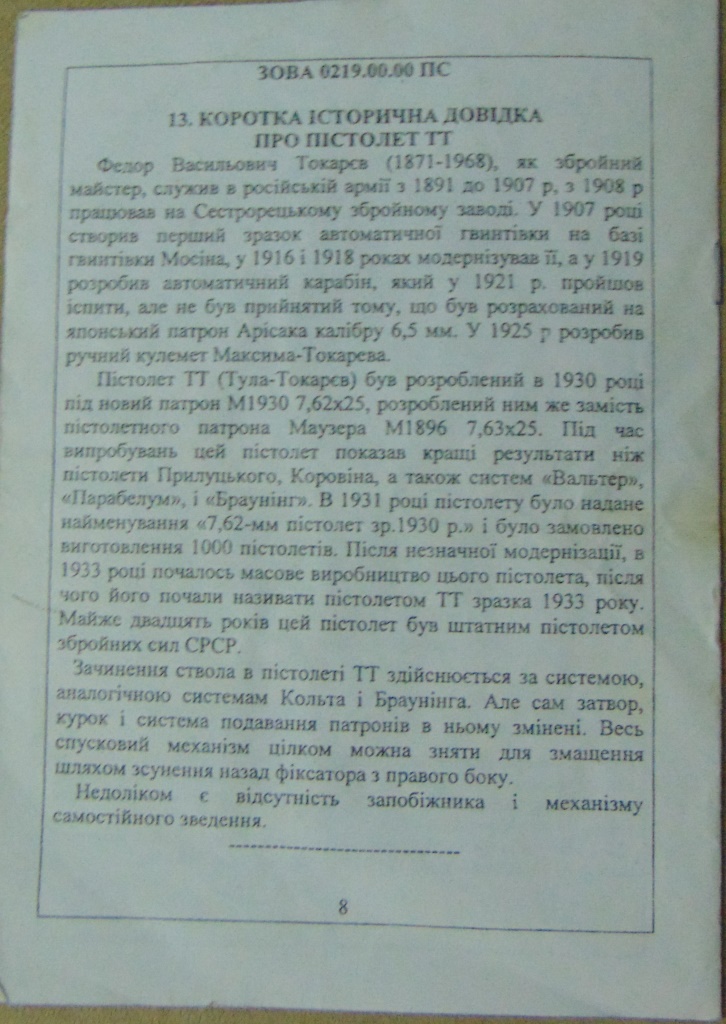 ЗОВА 0219.00.00 ПС
13. КОРОТКА ІСТОРИЧНА ДОВІДКА
ПРО ПІСТОЛЕТ ТТ
Федор Васильович Токарєв (1871-1968), як збройний
майстер, служив в російській армії з 1891 до 1907 р, з 1908 р
працював на Сестрорецькому збройному заводі. У 1907 році
створив перший зразок автоматичної гвинтівки на базі
гвинтівки Мосіна, у 1916 і 1918 роках модернізував її, а у 1919
розробив автоматичний карабін, який у 1921 р. пройшов
іспити, але не був прийнятий тому, що був розрахований на
японський патрон Арісака калібру 6,5 мм. У 1925 р розробив
ручний кулемет Максима-Токарева.
Пістолет ТТ (Тула-Токарєв) був розроблений в 1930 році
під новий патрон М1930 7,62х25, розроблений ним же замість
пістолетного патрона Маузера М1896 7,63х25. Під час
випробувань цей пістолет показав кращі результати ніж
пістолети Прилуцького, Коровіна, а також систем «Вальтер»,
«Парабелум», і «Браунінг». В 1931 році пістолету було надане
найменування «7,62-мм пістолет зр.1930 р.» і було замовлено
виготовлення 1000 пістолетів. Після незначної модернізації, в
1933 році почалось масове виробництво цього пістолета, після
чого його почали називати пістолетом ТТ зразка 1933 року.
Майже двадцять років цей пістолет був штатним пістолетом
збройних сил СРСР.
Зачинення ствола в пістолеті ТТ здійснюється за системою,
аналогічною системам Кольта і Браунінга. Але сам затвор,
курок і система подавання патронів в ньому змінені. Весь
спусковий механізм цілком можна зняти для змащення
шляхом зсунення назад фіксатора з правого боку.
Недоліком є відсутність запобіжника і механізму
самостійного зведення.
8